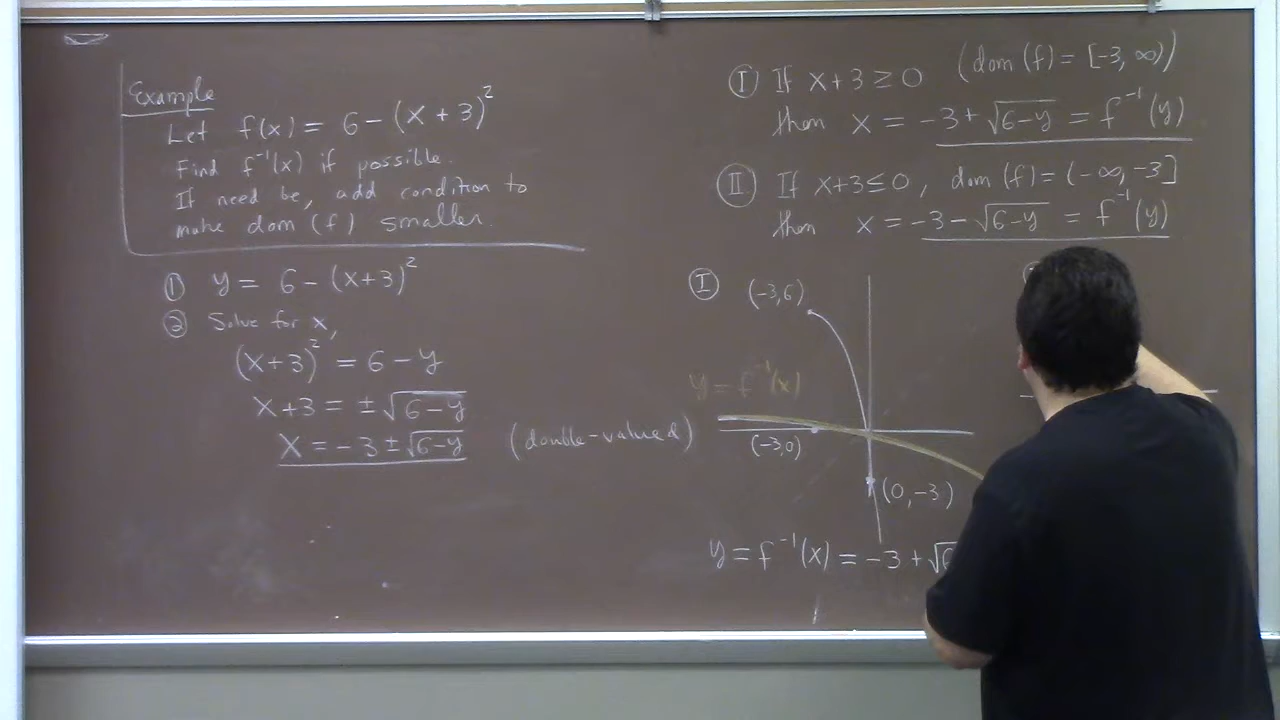 Example
Let f(x) = 6 - (x + 3)²
Find f⁻¹(x) if possible.
If need be, add condition to
make dom (f) smaller.
① y = 6 - (x+3)²
② Solve for x,
(x+3)² = 6 - y
x+3 = ±√(6-y)
x = -3 ± √(6-y) (double-valued)
Ⓘ If x+3 ≥ 0 (dom (f) = [-3, ∞))
then x = -3 + √(6-y) = f⁻¹(y)
Ⓘ Ⓘ If x+3 ≤ 0, dom (f) = (-∞, -3]
then x = -3 - √(6-y) = f⁻¹(y)
Ⓘ (-3,6)
y = f⁻¹(x)
(-3,0)
(0,-3)
y = f⁻¹(x) = -3 + √6